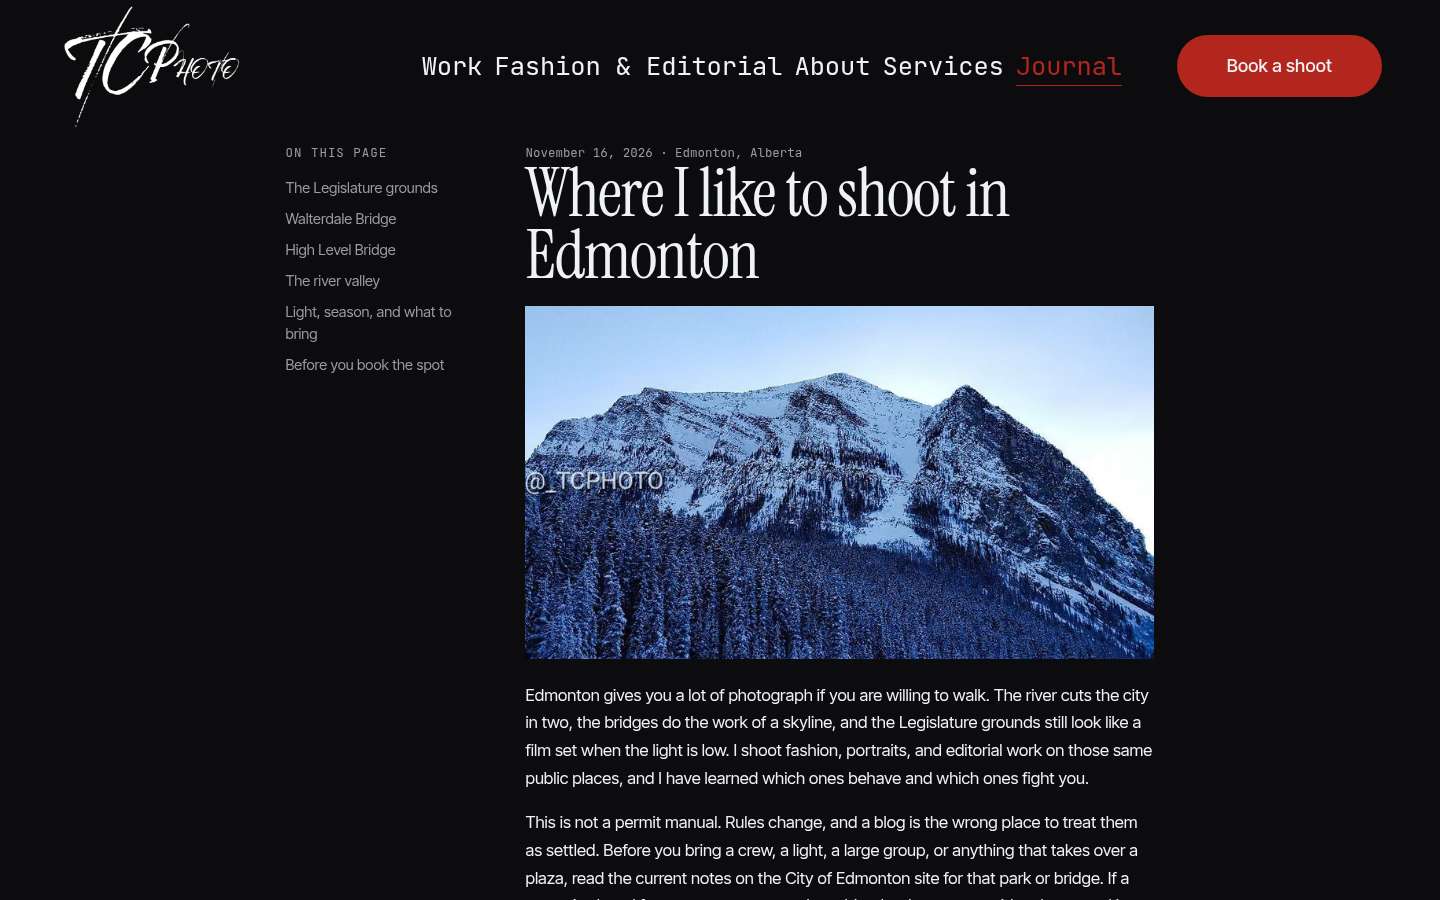 TCPHOTO
Work Fashion & Editorial About Services Journal
Book a shoot
ON THIS PAGE
The Legislature grounds
Walterdale Bridge
High Level Bridge
The river valley
Light, season, and what to
bring
Before you book the spot
November 16, 2026 · Edmonton, Alberta
Where I like to shoot in
Edmonton
@_TCPHOTO
Edmonton gives you a lot of photograph if you are willing to walk. The river cuts the city
in two, the bridges do the work of a skyline, and the Legislature grounds still look like a
film set when the light is low. I shoot fashion, portraits, and editorial work on those same
public places, and I have learned which ones behave and which ones fight you.
This is not a permit manual. Rules change, and a blog is the wrong place to treat them
as settled. Before you bring a crew, a light, a large group, or anything that takes over a
plaza, read the current notes on the City of Edmonton site for that park or bridge. If a